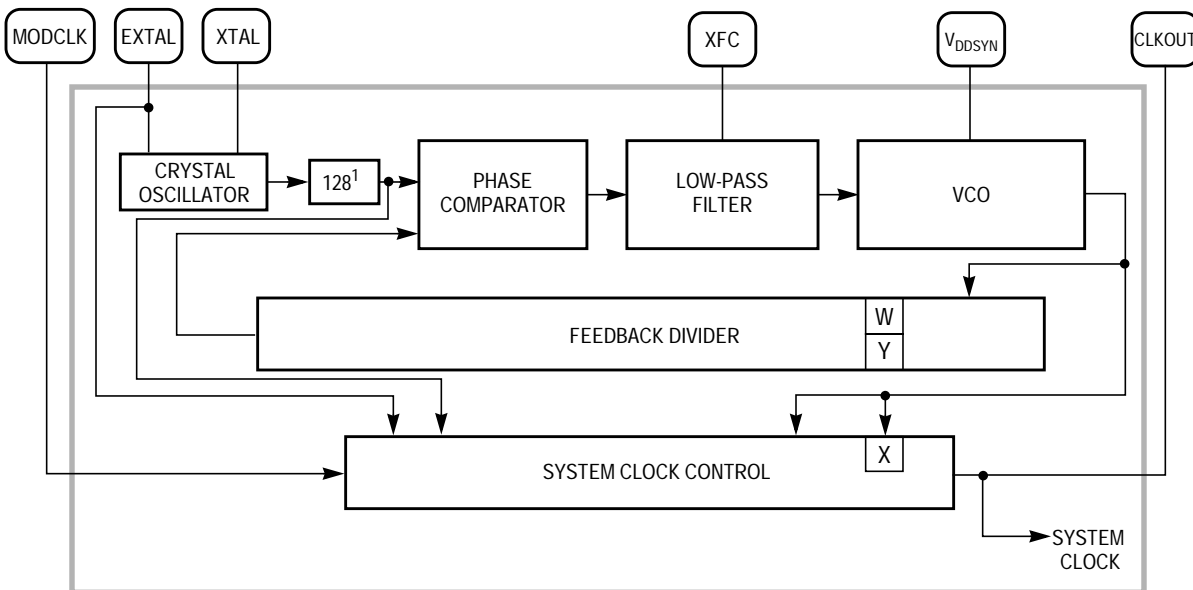 MODCLK
EXTAL
XTAL
XFC
VDDSYN
CLKOUT
CRYSTAL
OSCILLATOR
128¹
PHASE
COMPARATOR
LOW-PASS
FILTER
VCO
FEEDBACK DIVIDER
W
Y
SYSTEM CLOCK CONTROL
X
SYSTEM
CLOCK